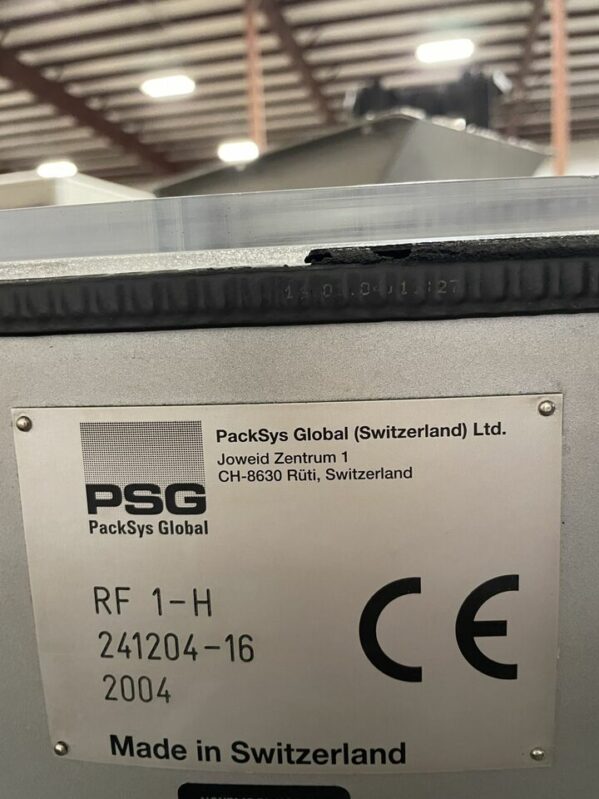 PackSys Global (Switzerland) Ltd.
Joweid Zentrum 1
CH-8630 Rüti, Switzerland
PSG
PackSys Global
RF 1-H
241204-16
2004
CE
Made in Switzerland